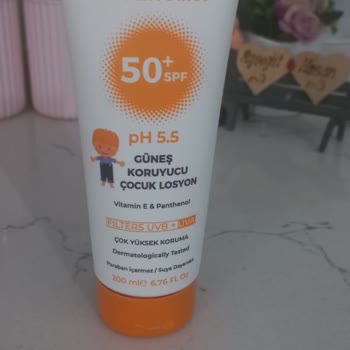 50+
SPF
pH 5.5
GÜNEŞ
KORUYUCU
ÇOCUK LOSYON
Vitamin E & Panthenol
FILTERS UVB + UVA
ÇOK YÜKSEK KORUMA
Dermatologically Tested
Paraben İçermez / Suya Dayanıklı
200 ml℮ 6.76 Fl. Oz